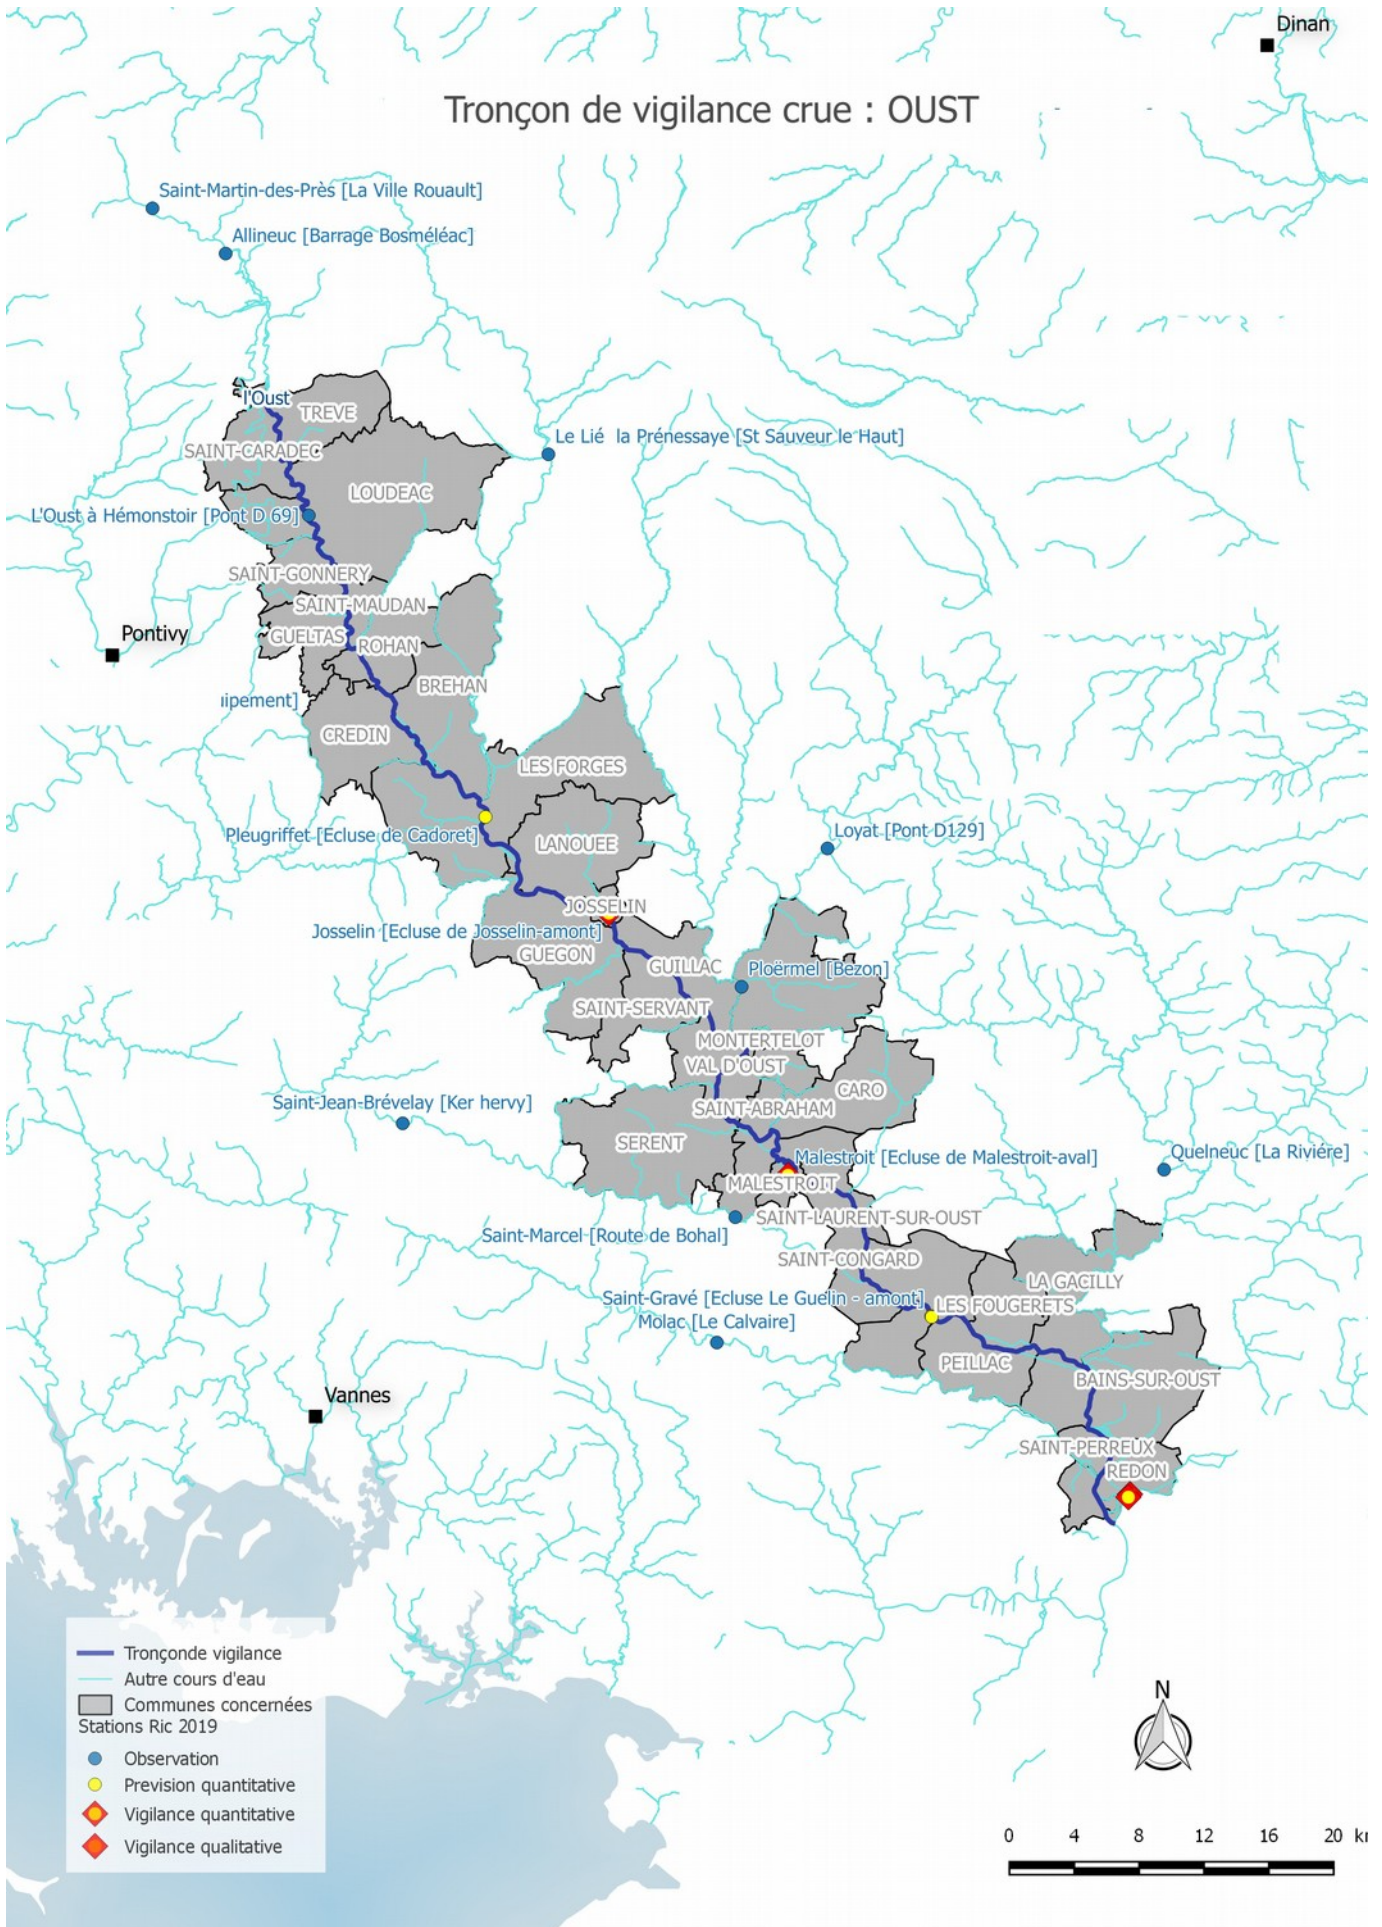 Dinan
Tronçon de vigilance crue : OUST
Saint-Martin-des-Près [La Ville Rouault]
Allineuc [Barrage Bosméléac]
l'Oust
TREVE
Le Lié  la Prénessaye [St Sauveur le Haut]
SAINT-CARADEC
LOUDEAC
L'Oust à Hémonstoir [Pont D 69]
SAINT-GONNERY
SAINT-MAUDAN
Pontivy
GUELTAS
ROHAN
BREHAN
ipement]
CREDIN
LES FORGES
Loyat [Pont D129]
Pleugriffet [Ecluse de Cadoret]
LANOUEE
JOSSELIN
Josselin [Ecluse de Josselin-amont]
GUEGON
GUILLAC
Ploërmel [Bezon]
SAINT-SERVANT
MONTERTELOT
VAL D'OUST
CARO
Saint-Jean-Brévelay [Ker hervy]
SAINT-ABRAHAM
SERENT
Quelneuc [La Riviére]
Malestroit [Ecluse de Malestroit-aval]
MALESTROIT
SAINT-LAURENT-SUR-OUST
Saint-Marcel [Route de Bohal]
SAINT-CONGARD
LA GACILLY
Saint-Gravé [Ecluse Le Guelin - amont]
LES FOUGERETS
Molac [Le Calvaire]
PEILLAC
BAINS-SUR-OUST
Vannes
SAINT-PERREUX
REDON
Tronçonde vigilance
Autre cours d'eau
Communes concernées
Stations Ric 2019
Observation
Prevision quantitative
Vigilance quantitative
Vigilance qualitative
N
0 4 8 12 16 20 k